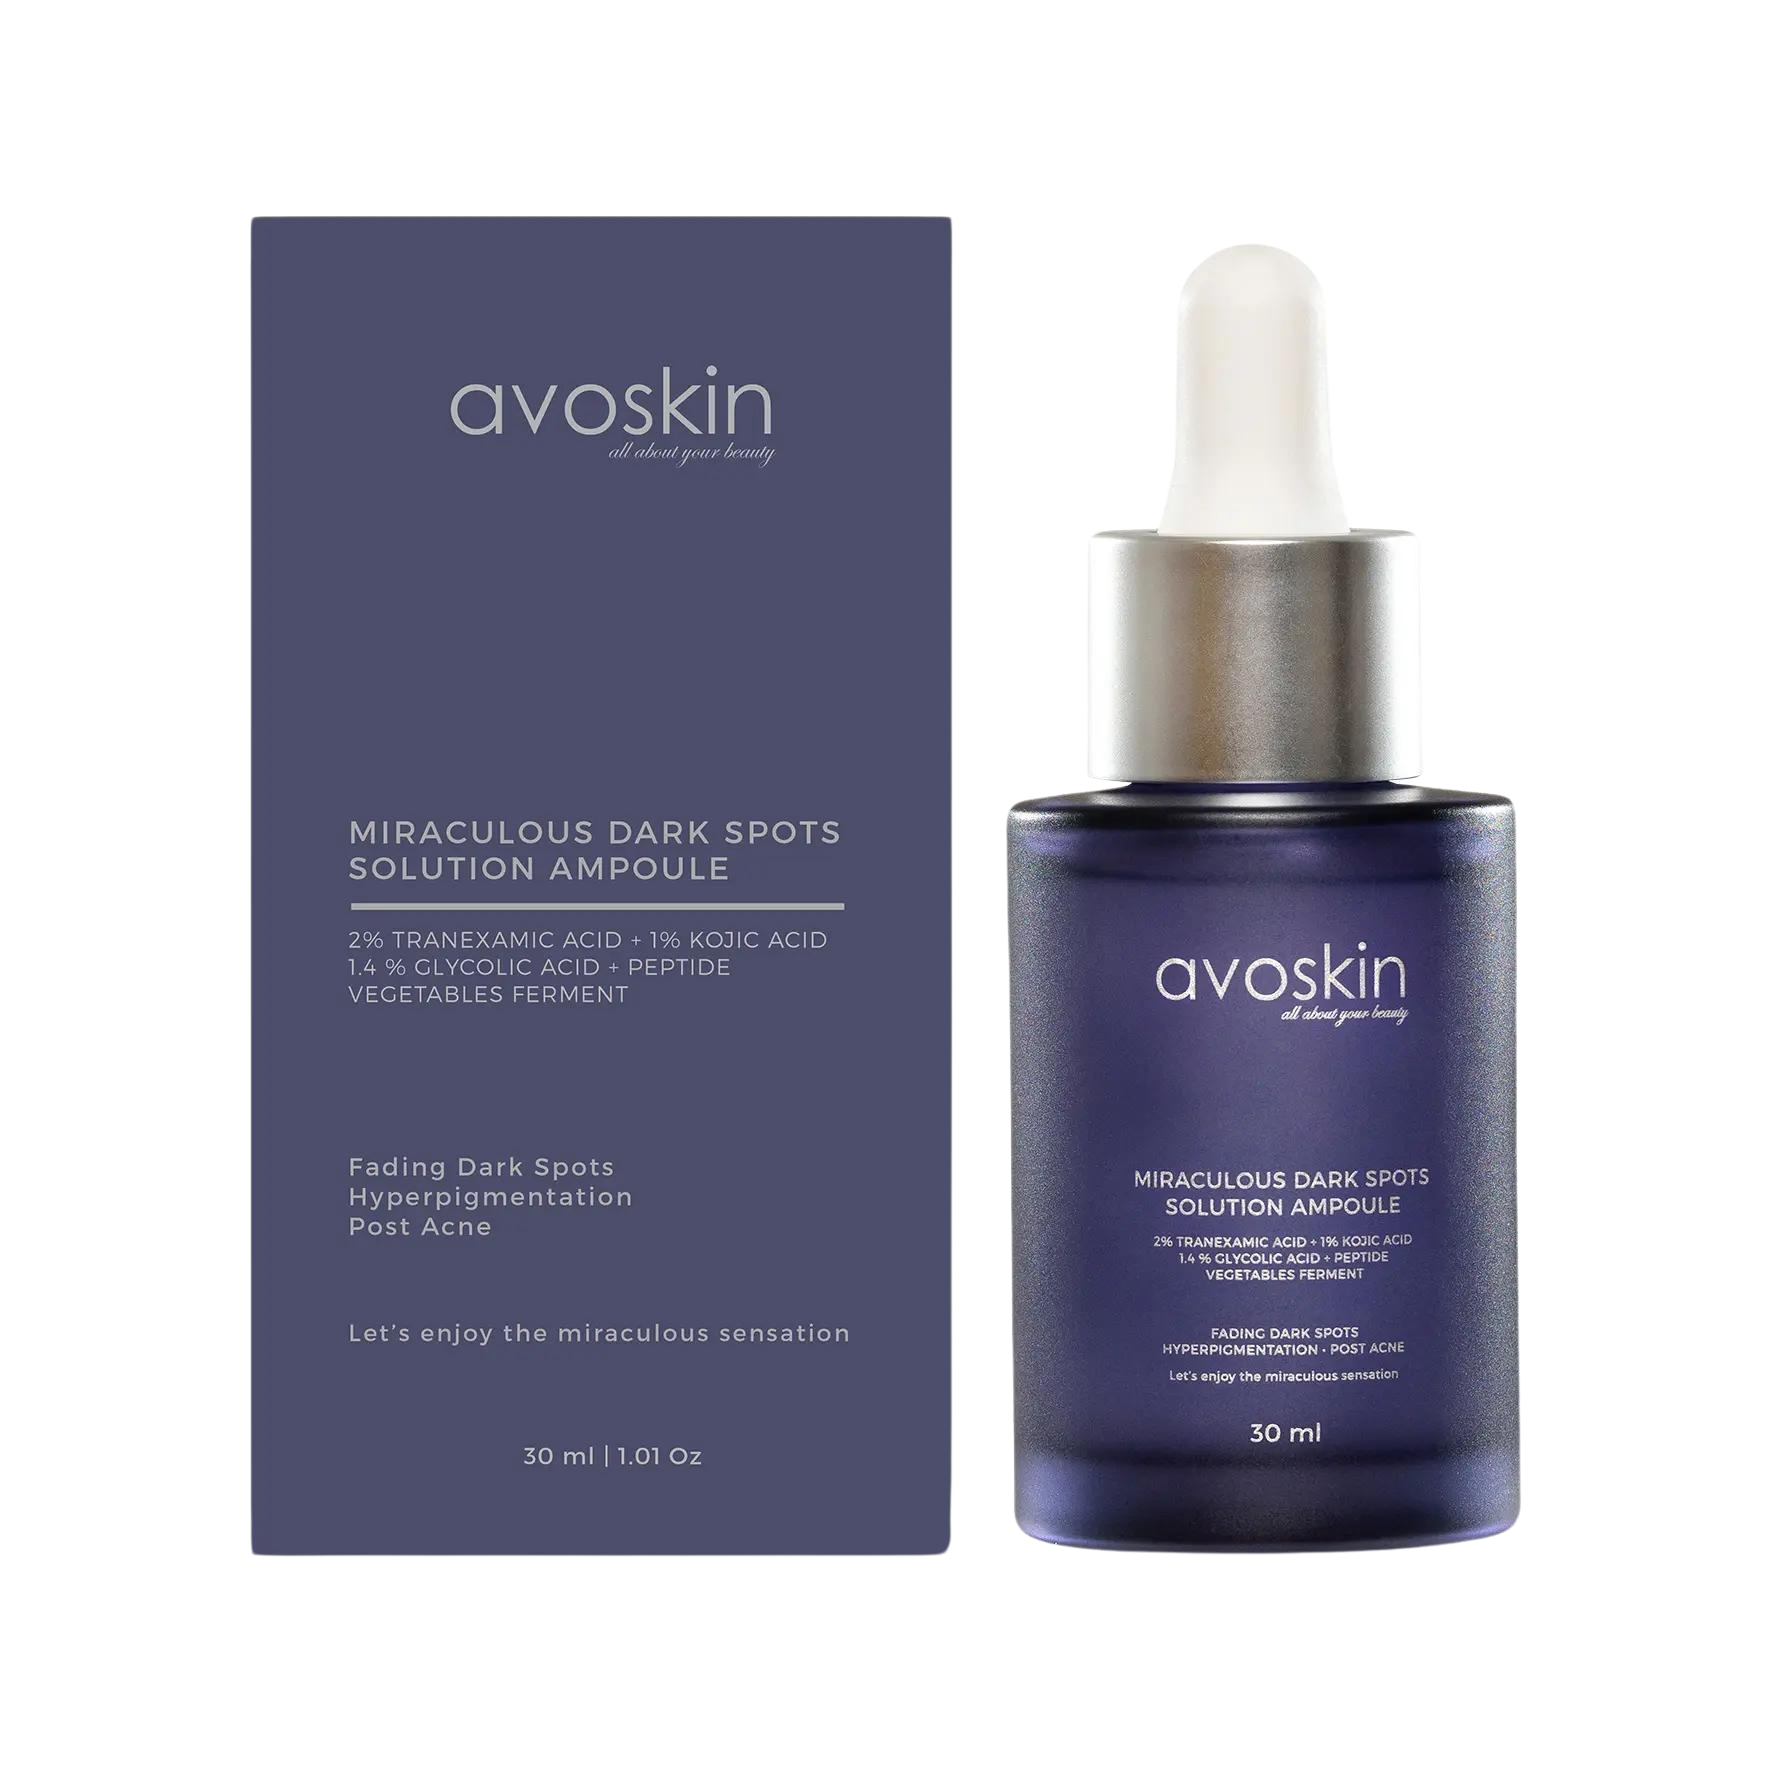 avoskin
all about your beauty
MIRACULOUS DARK SPOTS
SOLUTION AMPOULE
2% TRANEXAMIC ACID + 1% KOJIC ACID
1.4 % GLYCOLIC ACID + PEPTIDE
VEGETABLES FERMENT
Fading Dark Spots
Hyperpigmentation
Post Acne
Let's enjoy the miraculous sensation
30 ml | 1.01 Oz
avoskin
all about your beauty
MIRACULOUS DARK SPOTS
SOLUTION AMPOULE
2% TRANEXAMIC ACID + 1% KOJIC ACID
1.4 % GLYCOLIC ACID + PEPTIDE
VEGETABLES FERMENT
FADING DARK SPOTS
HYPERPIGMENTATION • POST ACNE
Let's enjoy the miraculous sensation
30 ml